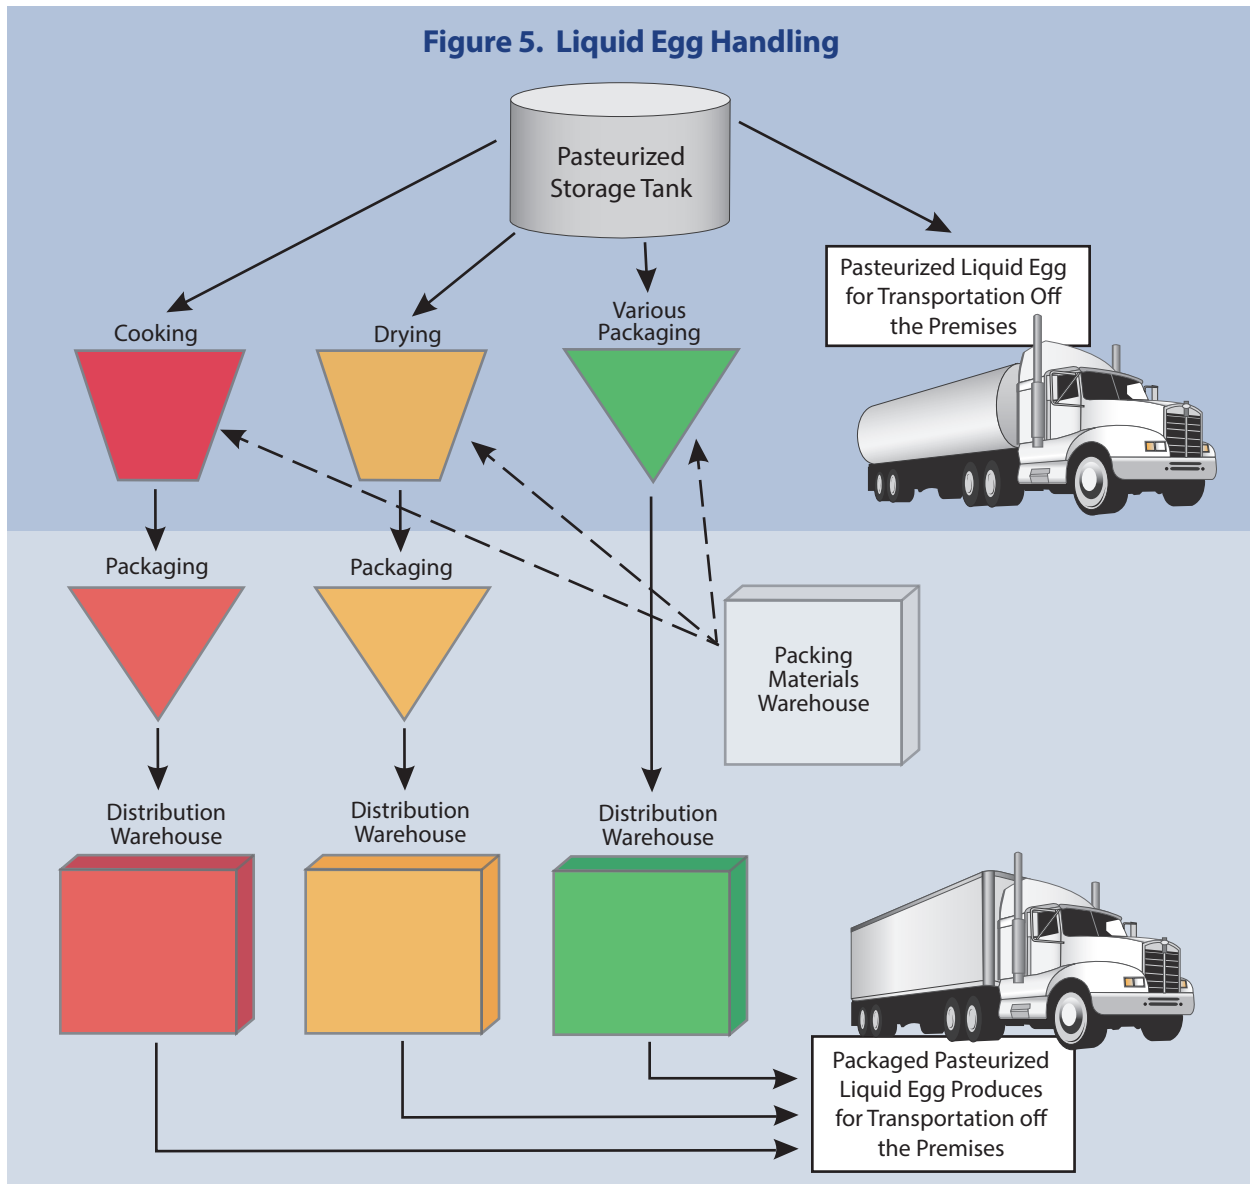 Figure 5. Liquid Egg Handling
Pasteurized
Storage Tank
Pasteurized Liquid Egg
for Transportation Off
the Premises
Cooking
Drying
Various
Packaging
Packaging
Packaging
Packing
Materials
Warehouse
Distribution
Warehouse
Distribution
Warehouse
Distribution
Warehouse
Packaged Pasteurized
Liquid Egg Produces
for Transportation off
the Premises